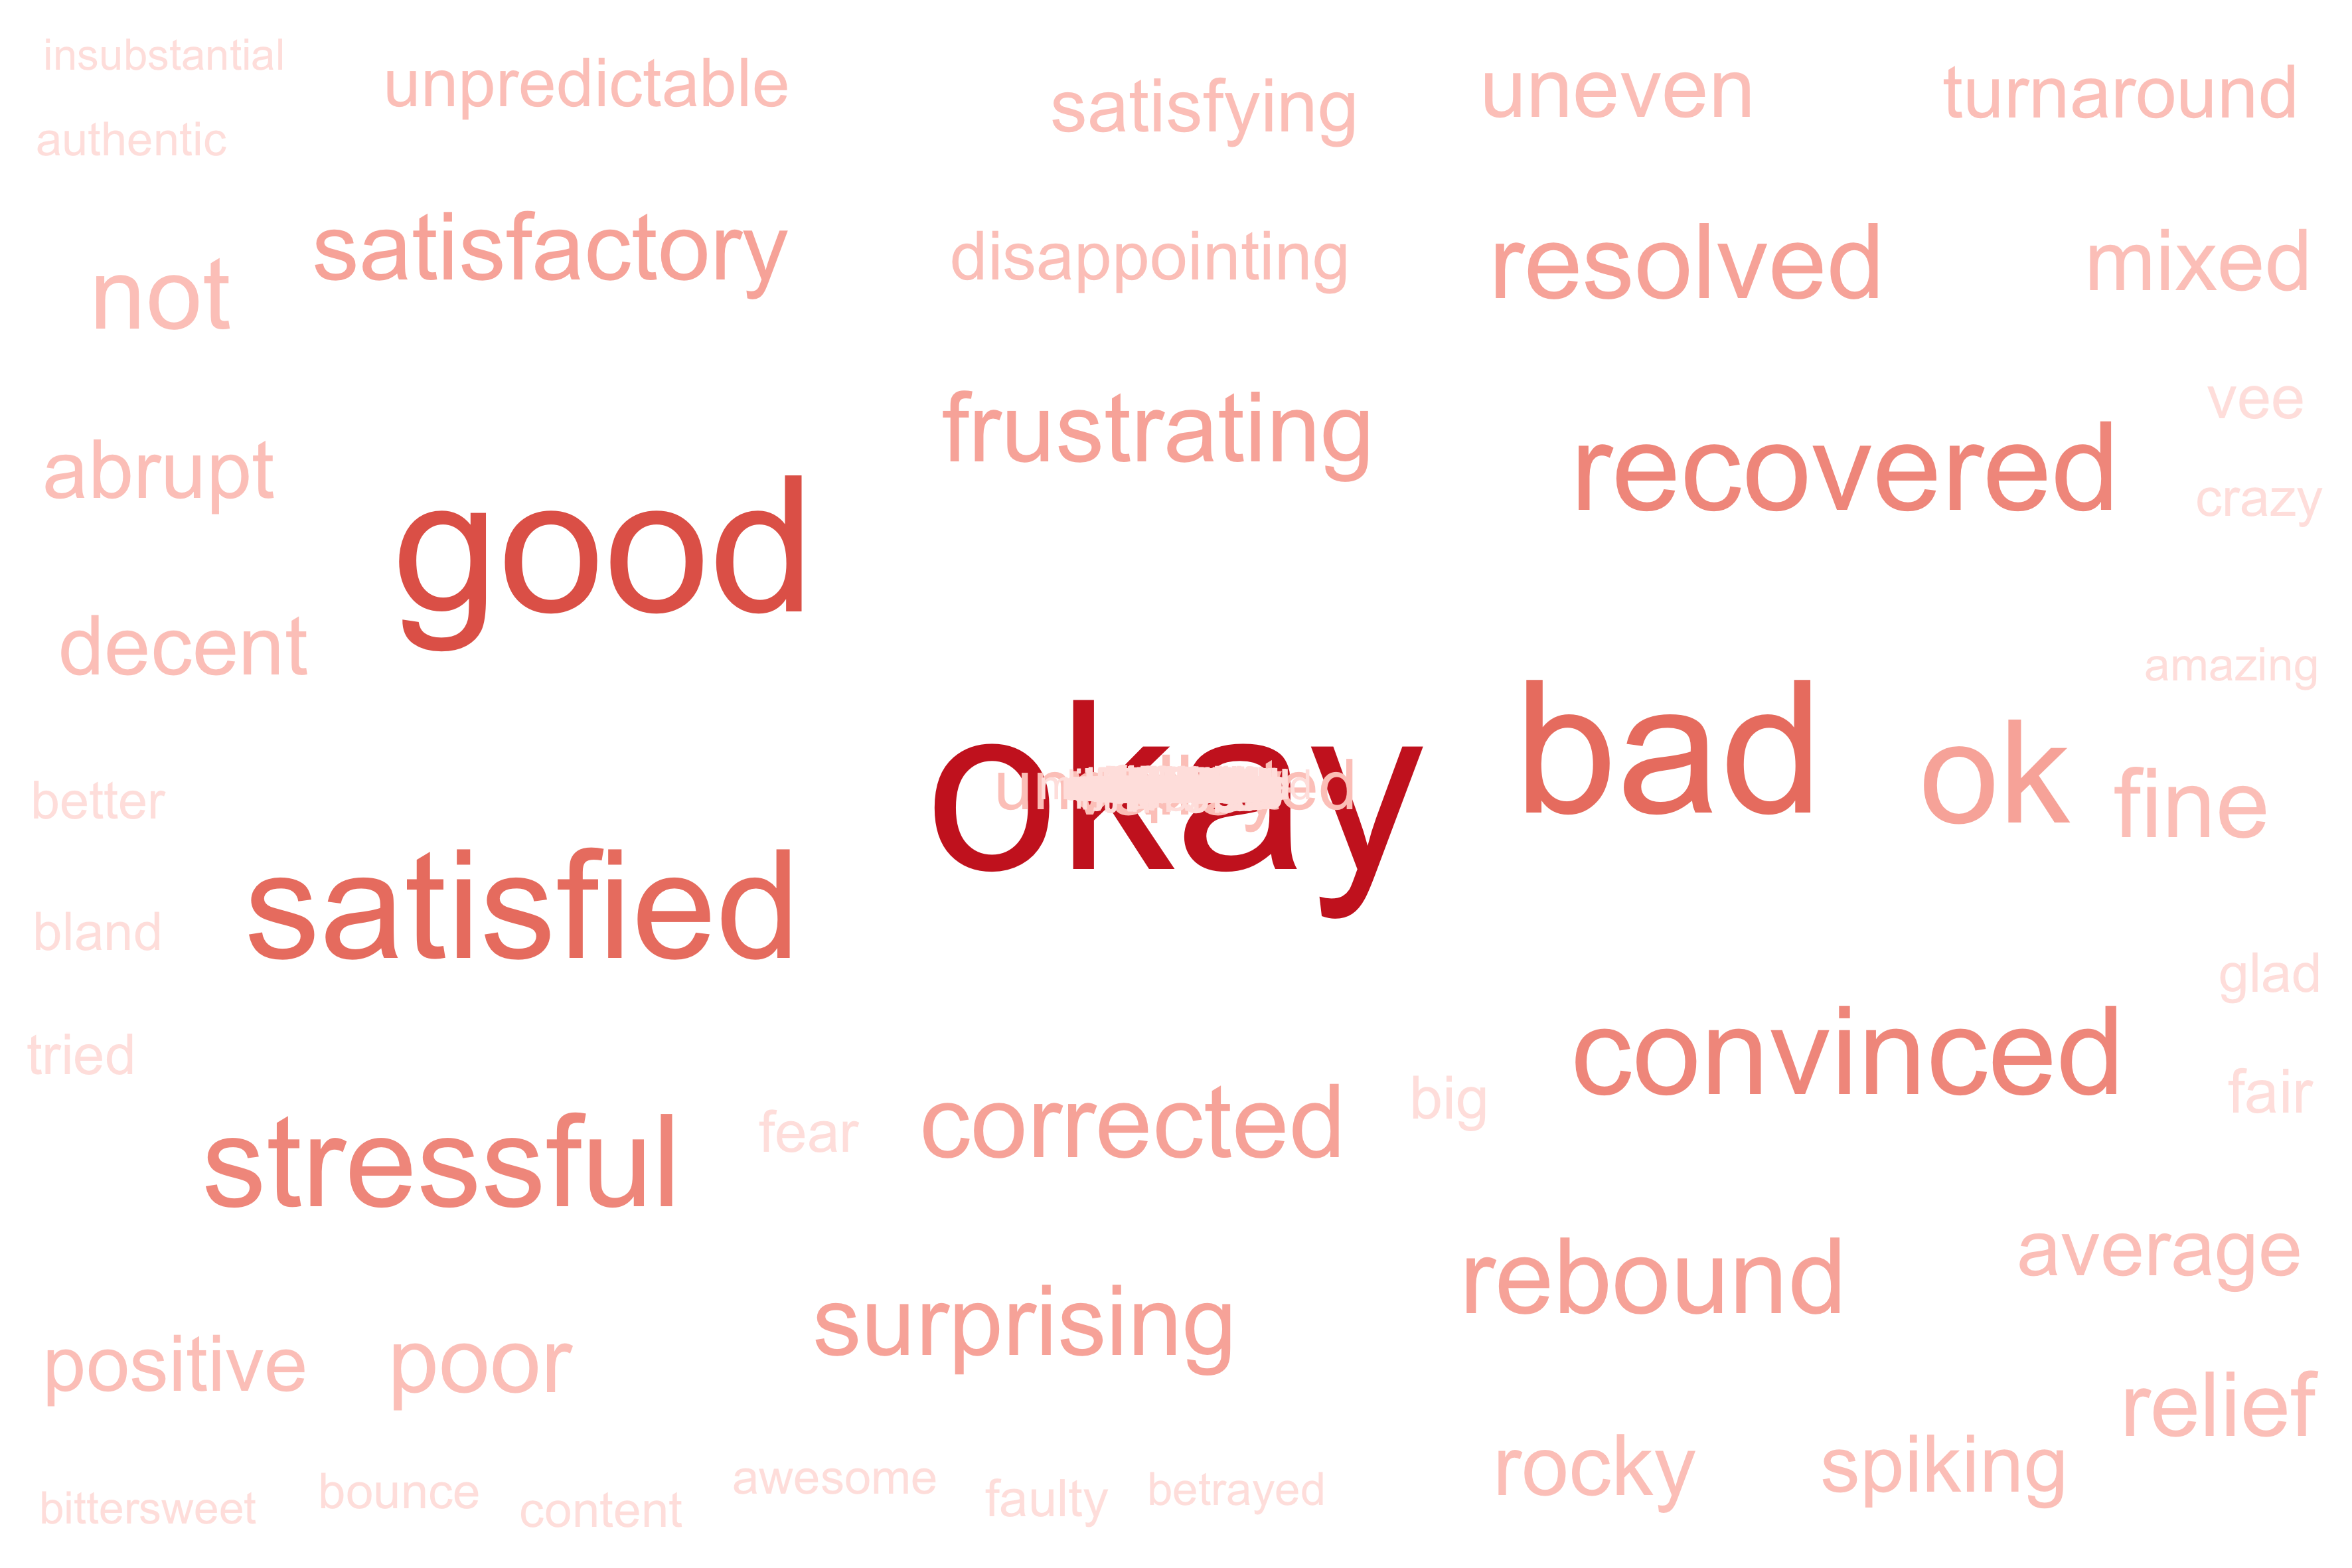 insubstantial
unpredictable
satisfying
uneven
turnaround
authentic
satisfactory
disappointing
resolved
mixed
not
frustrating
vee
abrupt
good
recovered
crazy
decent
amazing
okay
bad
ok
fine
better
satisfied
bland
glad
tried
convinced
stressful
fear
corrected
big
fair
surprising
rebound
average
positive
poor
relief
rocky
spiking
bittersweet
bounce
content
awesome
faulty
betrayed